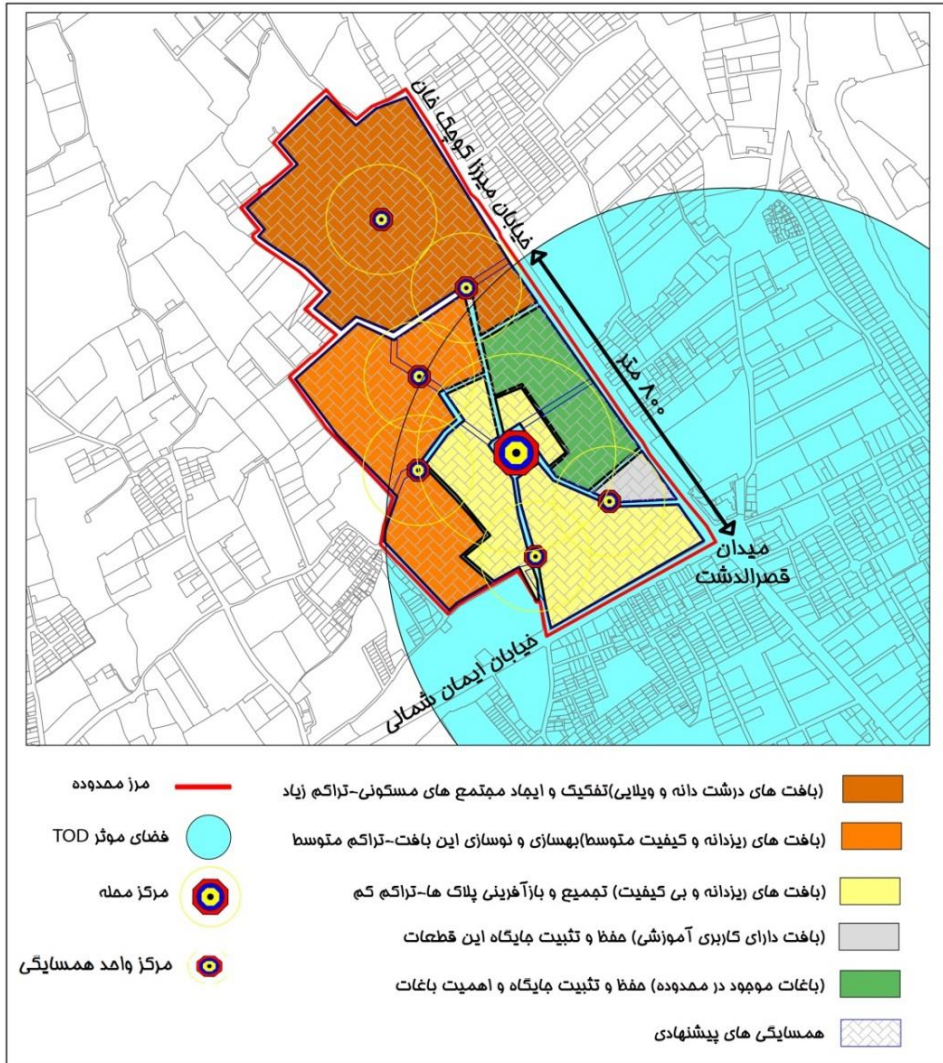 خیابان میرزا کوچک خان
۸۰۰ متر
میدان
قصرالدشت
خیابان ایمان شمالی
(بافت های درشت دانه و ویلایی)تفکیک و ایجاد مجتمع های مسکونی-تراکم زیاد
(بافت های ریزدانه و کیفیت متوسط)بهسازی و نوسازی این بافت-تراکم متوسط
(بافت های ریزدانه و بی کیفیت) تجمیع و بازآفرینی پلاک ها-تراکم کم
(بافت دارای کاربری آموزشی) حفظ و تثبیت جایگاه این قطعات
(باغات موجود در محدوده) حفظ و تثبیت جایگاه و اهمیت باغات
همسایگی های پیشنهادی
مرز محدوده
فضای موثر TOD
مرکز محله
مرکز واحد همسایگی